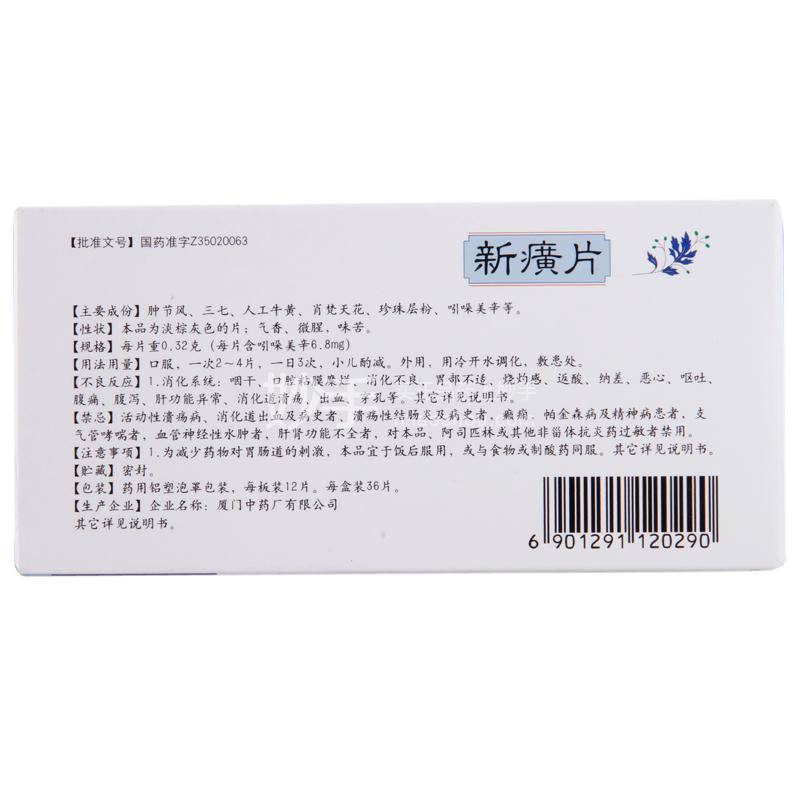 【批准文号】国药准字Z35020063
新癀片
【主要成份】肿节风、三七、人工牛黄、肖梵天花、珍珠层粉、吲哚美辛等。
【性状】本品为淡棕灰色的片；气香、微腥，味苦。
【规格】每片重0.32克（每片含吲哚美辛6.8mg）
【用法用量】口服，一次2～4片，一日3次，小儿酌减。外用，用冷开水调化，敷患处。
【不良反应】1.消化系统：咽干、口腔粘膜糜烂、消化不良、胃部不适、烧灼感、返酸、纳差、恶心、呕吐、
腹痛、腹泻、肝功能异常、消化道溃疡、出血、穿孔等。其它详见说明书。
【禁忌】活动性溃疡病、消化道出血及病史者，溃疡性结肠炎及病史者，癫痫，帕金森病及精神病患者，支
气管哮喘者，血管神经性水肿者，肝肾功能不全者，对本品、阿司匹林或其他非甾体抗炎药过敏者禁用。
【注意事项】1.为减少药物对胃肠道的刺激，本品宜于饭后服用，或与食物或制酸药同服。其它详见说明书。
【贮藏】密封。
【包装】药用铝塑泡罩包装，每板装12片。每盒装36片。
【生产企业】企业名称：厦门中药厂有限公司
其它详见说明书。
6 901291 120290